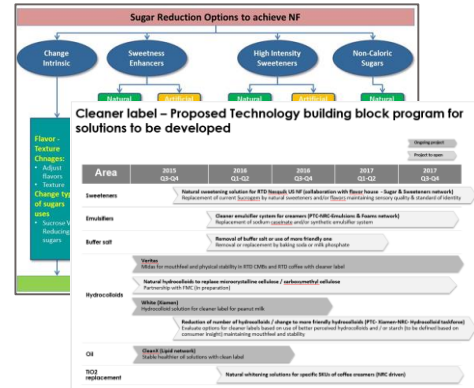 Sugar Reduction Options to achieve NF
Change
Intrinsic
Sweetness
Enhancers
High Intensity
Sweeteners
Non-Caloric
Sugars
Natural
Artificial
Natural
Artificial
Natural
Flavor -
Texture
Chnages:
• Adjust
flavors
• Texture
Change typ
of sugars
uses
• Sucrose V
Reducing
sugars
Cleaner label – Proposed Technology building block program for
solutions to be developed
Ongoing project
Project to open
Area
2015
Q3-Q4
2016
Q1-Q2
2016
Q3-Q4
2017
Q1-Q2
2017
Q3-Q4
Sweeteners
Natural sweetening solution for RTD Nesquik US NF (collaboration with flavor house – Sugar & Sweeteners network)
Replacement of current Sucrogem by natural sweeteners and/or flavors maintaining sensory quality & standard of identity
Emulsifiers
Cleaner emulsifier system for creamers (PTC-NRC-Emulsions & Foams network)
Replacement of sodium caseinate and/or synthetic emulsifier system
Buffer salt
Removal of buffer salt or use of more friendly one
Removal or replacement by baking soda or milk phosphate
Hydrocolloids
Veritas
Midas for mouthfeel and physical stability in RTD CMBs and RTD coffee with cleaner label
Natural hydrocolloids to replace microcrystalline cellulose / carboxymethyl cellulose
Partnership with FMC (in preparation)
White (Xiamen)
Hydrocolloid solution for cleaner label for peanut milk
Reduction of number of hydrocolloids / change to more friendly hydrocolloids (PTC- Xiamen-NRC- Hydrocolloid taskforce)
Evaluate options for cleaner labels based on use of better perceived hydrocolloids and / or starch (to be defined based on
consumer insight) maintaining mouthfeel and stability
Oil
(Lipid network)
Stable healthier oil solutions with clean label
TiO2
replacement
Natural whitening solutions for specific SKUs of coffee creamers (NRC driven)